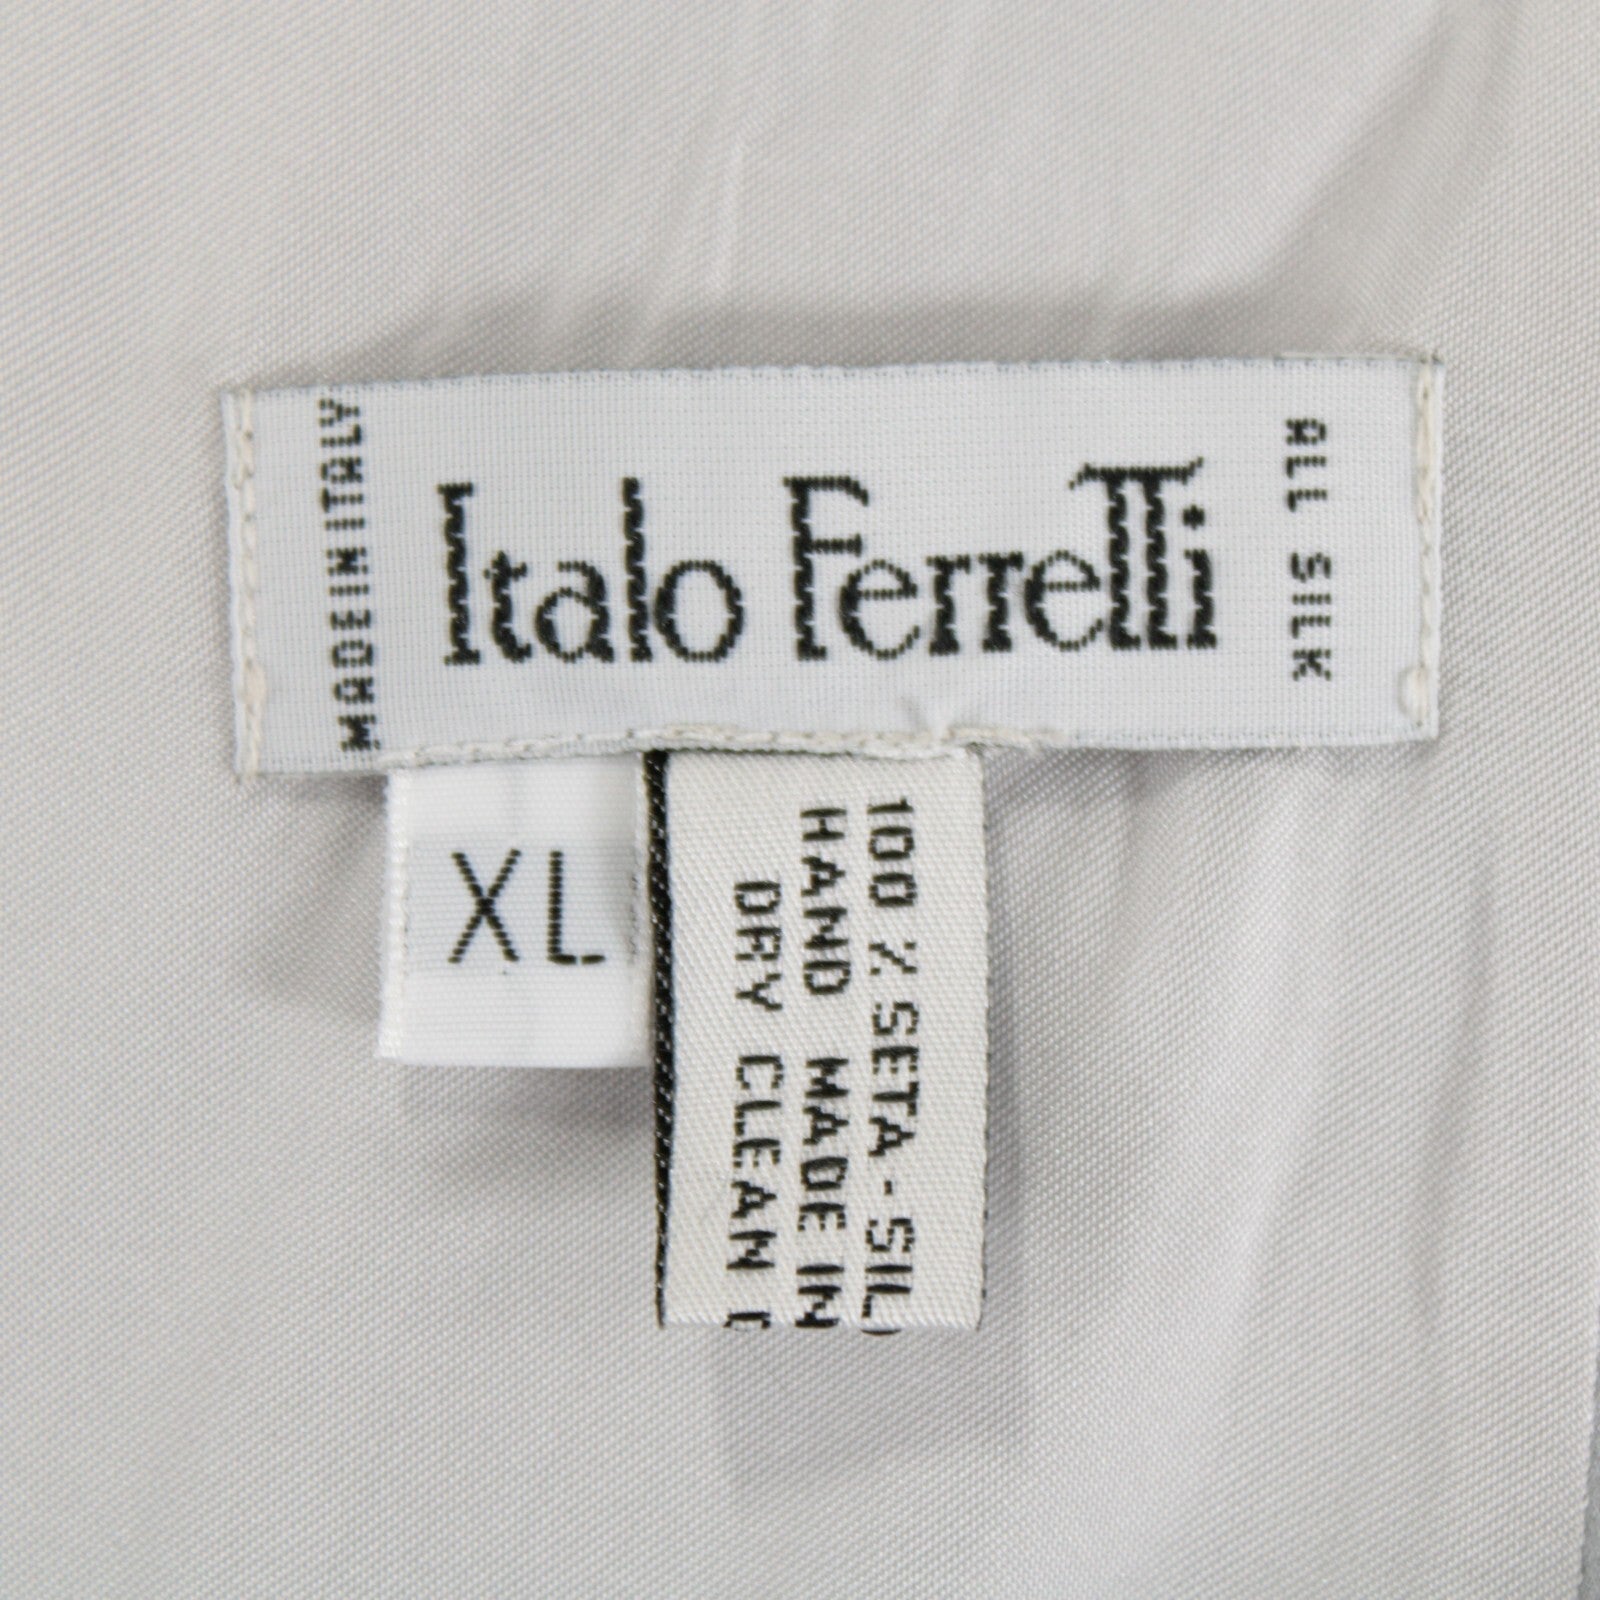 MADE IN ITALY
Italo Ferrelli
ALL SILK
XL
100 % SETA - SIL
HAND MADE IN
DRY CLEAN